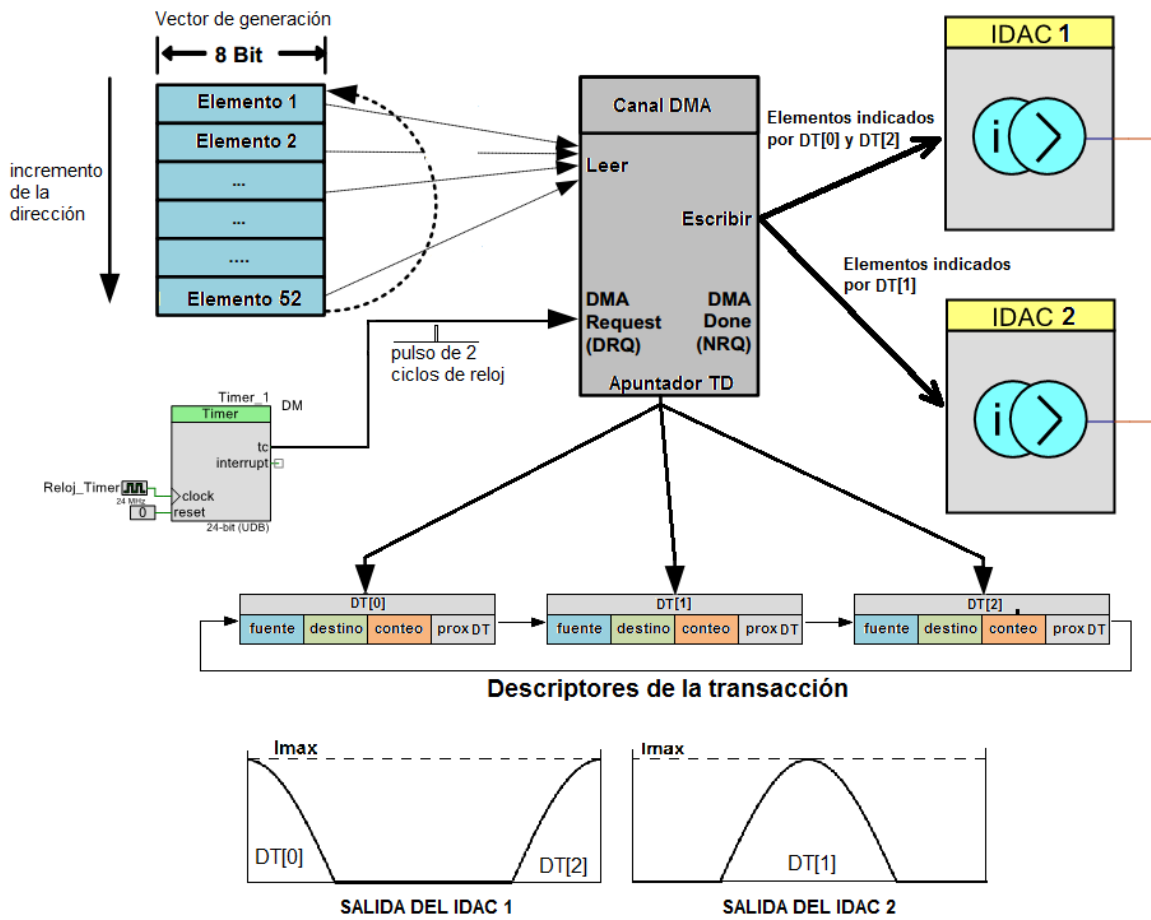 Vector de generación
8 Bit
Elemento 1
Elemento 2
...
...
....
Elemento 52
incremento
de la
dirección
Canal DMA
Leer
Escribir
DMA
Request
(DRQ)
DMA
Done
(NRQ)
Apuntador TD
Elementos indicados
por DT[0] y DT[2]
IDAC 1
i
Elementos indicados
por DT[1]
IDAC 2
i
pulso de 2
ciclos de reloj
Timer_1
DM
Timer
tc
interrupt
Reloj_Timer
24 MHz
clock
0
reset
24-bit (UDB)
DT[0]
fuente destino conteo prox DT
DT[1]
fuente destino conteo prox DT
DT[2]
fuente destino conteo prox DT
Descriptores de la transacción
Imax
DT[0]
DT[2]
SALIDA DEL IDAC 1
Imax
DT[1]
SALIDA DEL IDAC 2